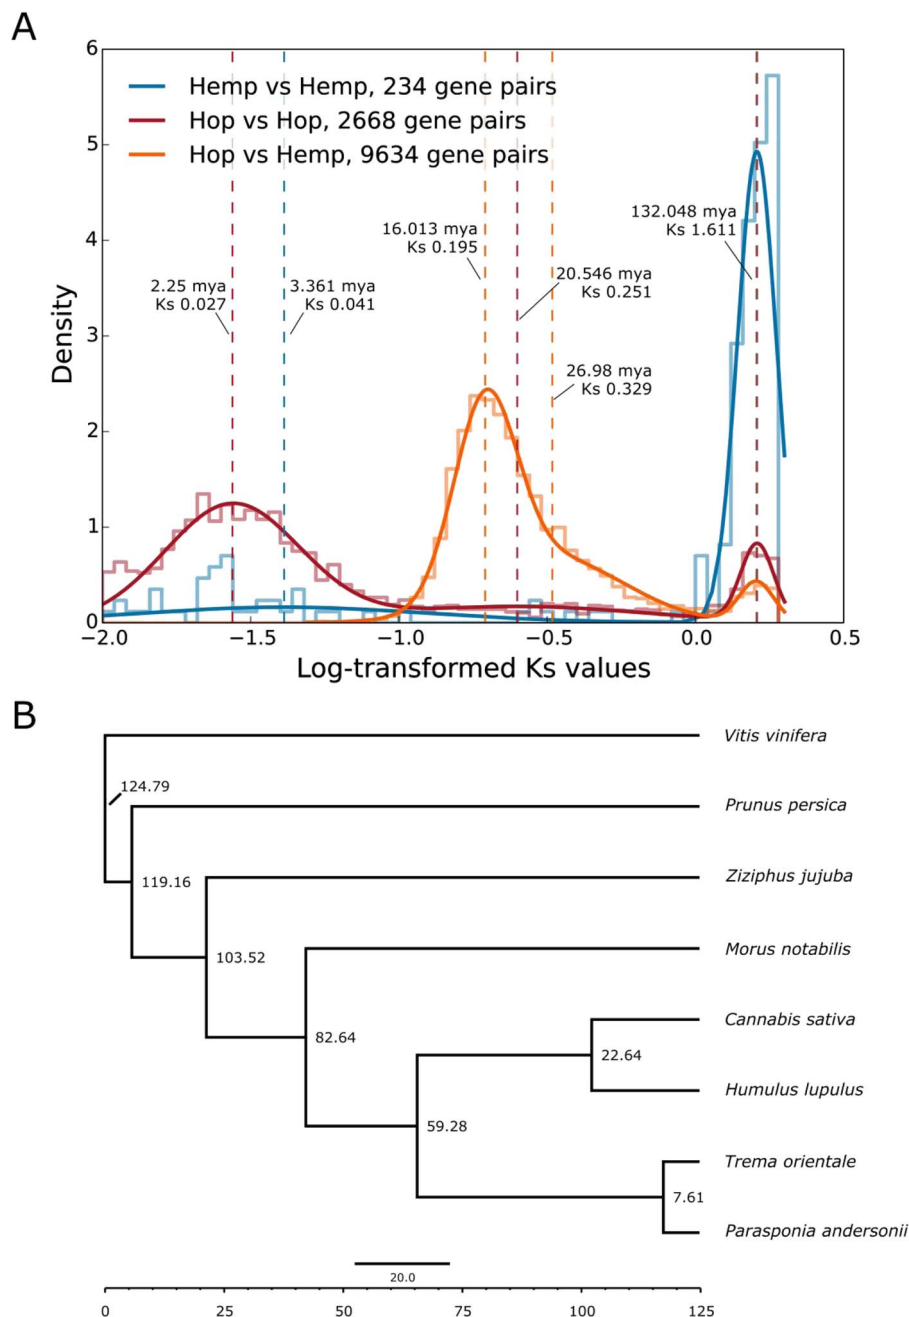 A
6
Hemp vs Hemp, 234 gene pairs
Hop vs Hop, 2668 gene pairs
Hop vs Hemp, 9634 gene pairs
5
4
3
2
1
0
Density
2.25 mya
Ks 0.027
3.361 mya
Ks 0.041
16.013 mya
Ks 0.195
20.546 mya
Ks 0.251
26.98 mya
Ks 0.329
132.048 mya
Ks 1.611
−2.0 −1.5 −1.0 −0.5 0.0 0.5
Log-transformed Ks values
B
Vitis vinifera
124.79
Prunus persica
119.16
Ziziphus jujuba
103.52
Morus notabilis
82.64
Cannabis sativa
22.64
Humulus lupulus
59.28
Trema orientale
7.61
Parasponia andersonii
20.0
0 25 50 75 100 125